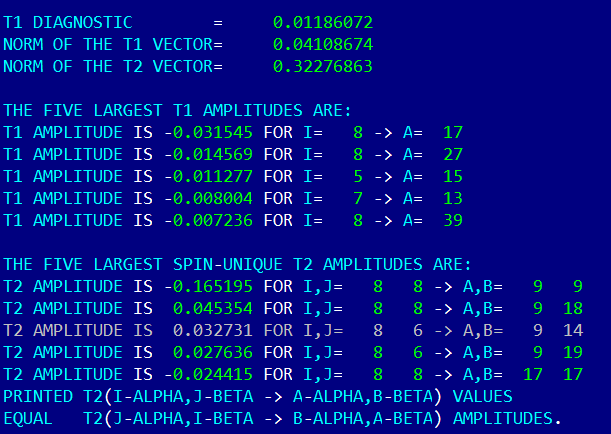 T1 DIAGNOSTIC        =     0.01186072
NORM OF THE T1 VECTOR=     0.04108674
NORM OF THE T2 VECTOR=     0.32276863
THE FIVE LARGEST T1 AMPLITUDES ARE:
T1 AMPLITUDE IS -0.031545 FOR I=   8 -> A=  17
T1 AMPLITUDE IS -0.014569 FOR I=   8 -> A=  27
T1 AMPLITUDE IS -0.011277 FOR I=   5 -> A=  15
T1 AMPLITUDE IS -0.008004 FOR I=   7 -> A=  13
T1 AMPLITUDE IS -0.007236 FOR I=   8 -> A=  39
THE FIVE LARGEST SPIN-UNIQUE T2 AMPLITUDES ARE:
T2 AMPLITUDE IS -0.165195 FOR I,J=   8   8 -> A,B=   9   9
T2 AMPLITUDE IS  0.045354 FOR I,J=   8   8 -> A,B=   9  18
T2 AMPLITUDE IS  0.032731 FOR I,J=   8   6 -> A,B=   9  14
T2 AMPLITUDE IS  0.027636 FOR I,J=   8   6 -> A,B=   9  19
T2 AMPLITUDE IS -0.024415 FOR I,J=   8   8 -> A,B=  17  17
PRINTED T2(I-ALPHA,J-BETA -> A-ALPHA,B-BETA) VALUES
EQUAL   T2(J-ALPHA,I-BETA -> B-ALPHA,A-BETA) AMPLITUDES.